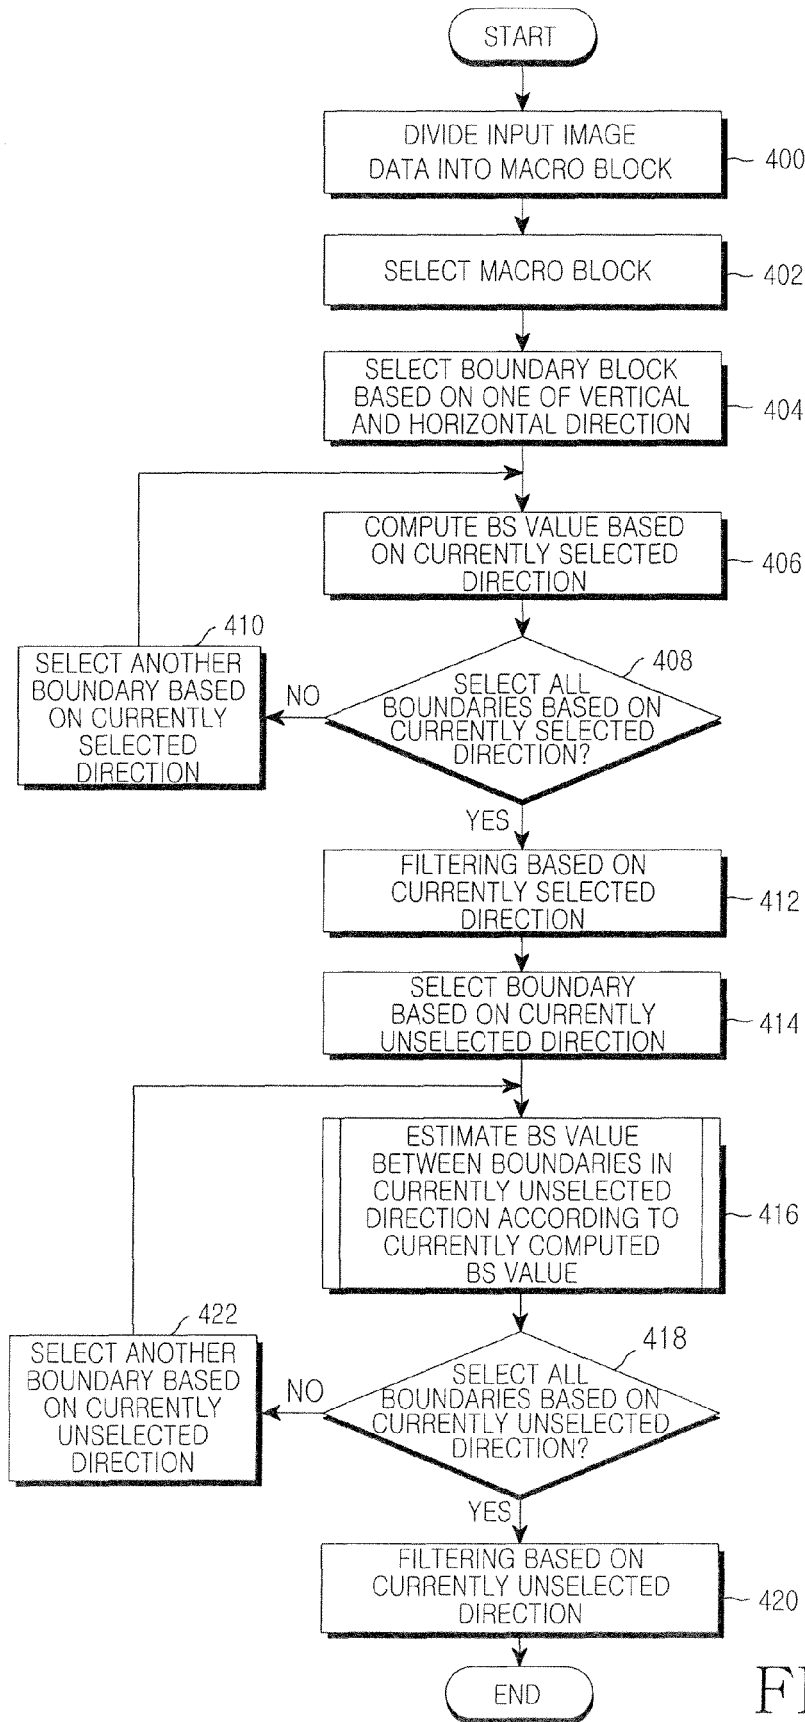 START
DIVIDE INPUT IMAGE
DATA INTO MACRO BLOCK
400
SELECT MACRO BLOCK
402
SELECT BOUNDARY BLOCK
BASED ON ONE OF VERTICAL
AND HORIZONTAL DIRECTION
404
COMPUTE BS VALUE BASED
ON CURRENTLY SELECTED
DIRECTION
406
410
SELECT ANOTHER
BOUNDARY BASED
ON CURRENTLY
SELECTED
DIRECTION
NO
408
SELECT ALL
BOUNDARIES BASED ON
CURRENTLY SELECTED
DIRECTION?
YES
FILTERING BASED ON
CURRENTLY SELECTED
DIRECTION
412
SELECT BOUNDARY
BASED ON CURRENTLY
UNSELECTED DIRECTION
414
ESTIMATE BS VALUE
BETWEEN BOUNDARIES IN
CURRENTLY UNSELECTED
DIRECTION ACCORDING TO
CURRENTLY COMPUTED
BS VALUE
416
422
SELECT ANOTHER
BOUNDARY BASED
ON CURRENTLY
UNSELECTED
DIRECTION
NO
418
SELECT ALL
BOUNDARIES BASED ON
CURRENTLY UNSELECTED
DIRECTION?
YES
FILTERING BASED ON
CURRENTLY UNSELECTED
DIRECTION
420
END